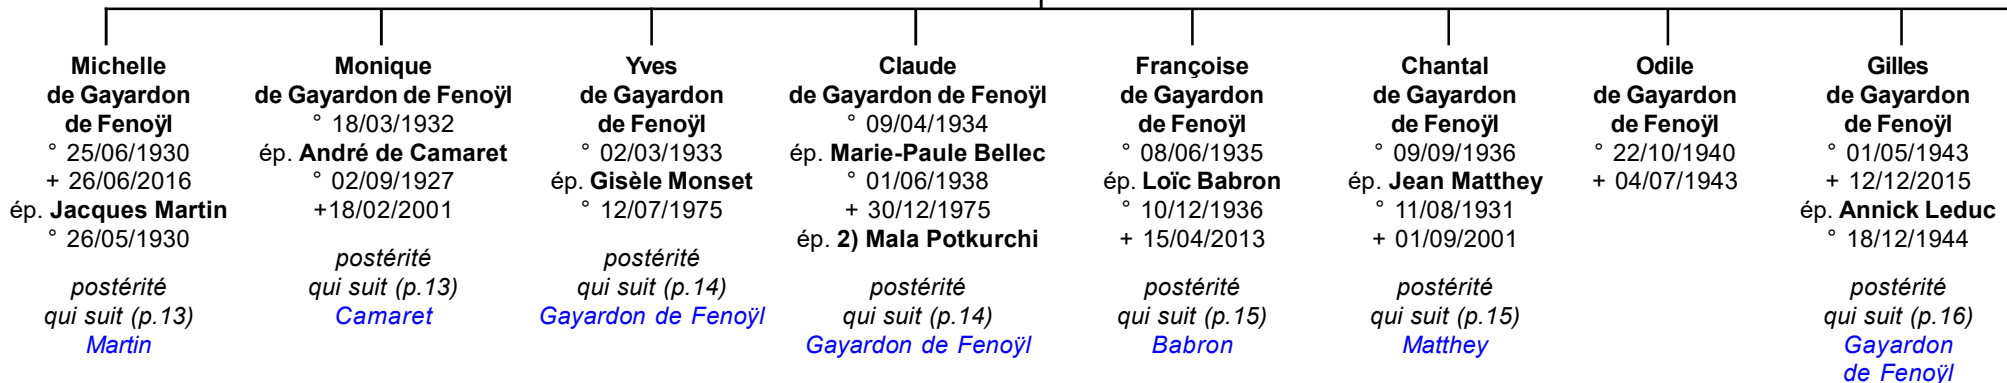 Michelle
de Gayardon
de Fenoÿl
° 25/06/1930
+ 26/06/2016
ép. Jacques Martin
° 26/05/1930
postérité
qui suit (p.13)
Martin
Monique
de Gayardon de Fenoÿl
° 18/03/1932
ép. André de Camaret
° 02/09/1927
+18/02/2001
postérité
qui suit (p.13)
Camaret
Yves
de Gayardon
de Fenoÿl
° 02/03/1933
ép. Gisèle Monset
° 12/07/1975
postérité
qui suit (p.14)
Gayardon de Fenoÿl
Claude
de Gayardon de Fenoÿl
° 09/04/1934
ép. Marie-Paule Bellec
° 01/06/1938
+ 30/12/1975
ép. 2) Mala Potkurchi
postérité
qui suit (p.14)
Gayardon de Fenoÿl
Françoise
de Gayardon
de Fenoÿl
° 08/06/1935
ép. Loïc Babron
° 10/12/1936
+ 15/04/2013
postérité
qui suit (p.15)
Babron
Chantal
de Gayardon
de Fenoÿl
° 09/09/1936
ép. Jean Matthey
° 11/08/1931
+ 01/09/2001
postérité
qui suit (p.15)
Matthey
Odile
de Gayardon
de Fenoÿl
° 22/10/1940
+ 04/07/1943
Gilles
de Gayardon
de Fenoÿl
° 01/05/1943
+ 12/12/2015
ép. Annick Leduc
° 18/12/1944
postérité
qui suit (p.16)
Gayardon
de Fenoÿl